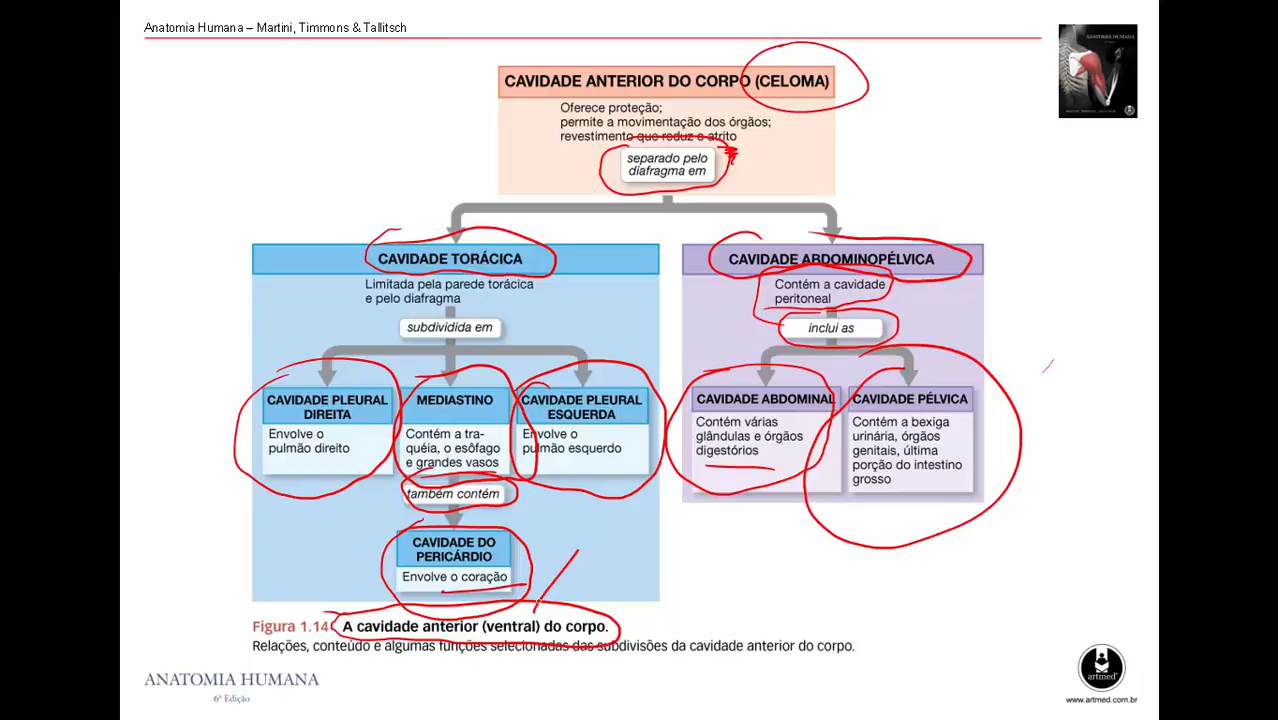 Anatomia Humana – Martini, Timmons & Tallitsch
ANATOMIA HUMANA
CAVIDADE ANTERIOR DO CORPO (CELOMA)
Oferece proteção;
permite a movimentação dos órgãos;
revestimento que reduz o atrito
separado pelo
diafragma em
CAVIDADE TORÁCICA
Limitada pela parede torácica
e pelo diafragma
subdividida em
CAVIDADE PLEURAL
DIREITA
Envolve o
pulmão direito
MEDIASTINO
Contém a tra-
quéia, o esôfago
e grandes vasos
CAVIDADE PLEURAL
ESQUERDA
Envolve o
pulmão esquerdo
também contém
CAVIDADE DO
PERICÁRDIO
Envolve o coração
CAVIDADE ABDOMINOPÉLVICA
Contém a cavidade
peritoneal
inclui as
CAVIDADE ABDOMINAL
Contém várias
glândulas e órgãos
digestórios
CAVIDADE PÉLVICA
Contém a bexiga
urinária, órgãos
genitais, última
porção do intestino
grosso
Figura 1.14 A cavidade anterior (ventral) do corpo.
Relações, conteúdo e algumas funções selecionadas das subdivisões da cavidade anterior do corpo.
ANATOMIA HUMANA
6ª Edição
artmed
www.artmed.com.br